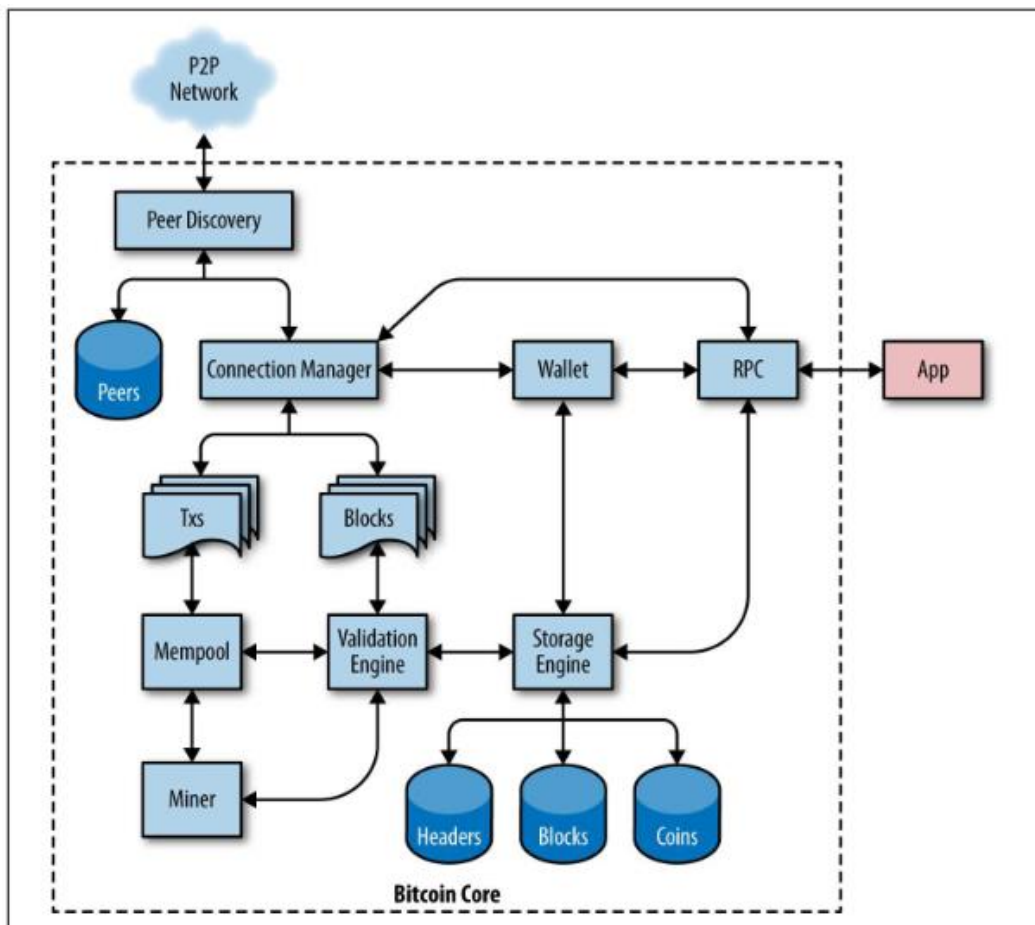 P2P
Network
Peer Discovery
Peers
Connection Manager
Wallet
RPC
App
Txs
Blocks
Mempool
Validation
Engine
Storage
Engine
Miner
Headers
Blocks
Coins
Bitcoin Core